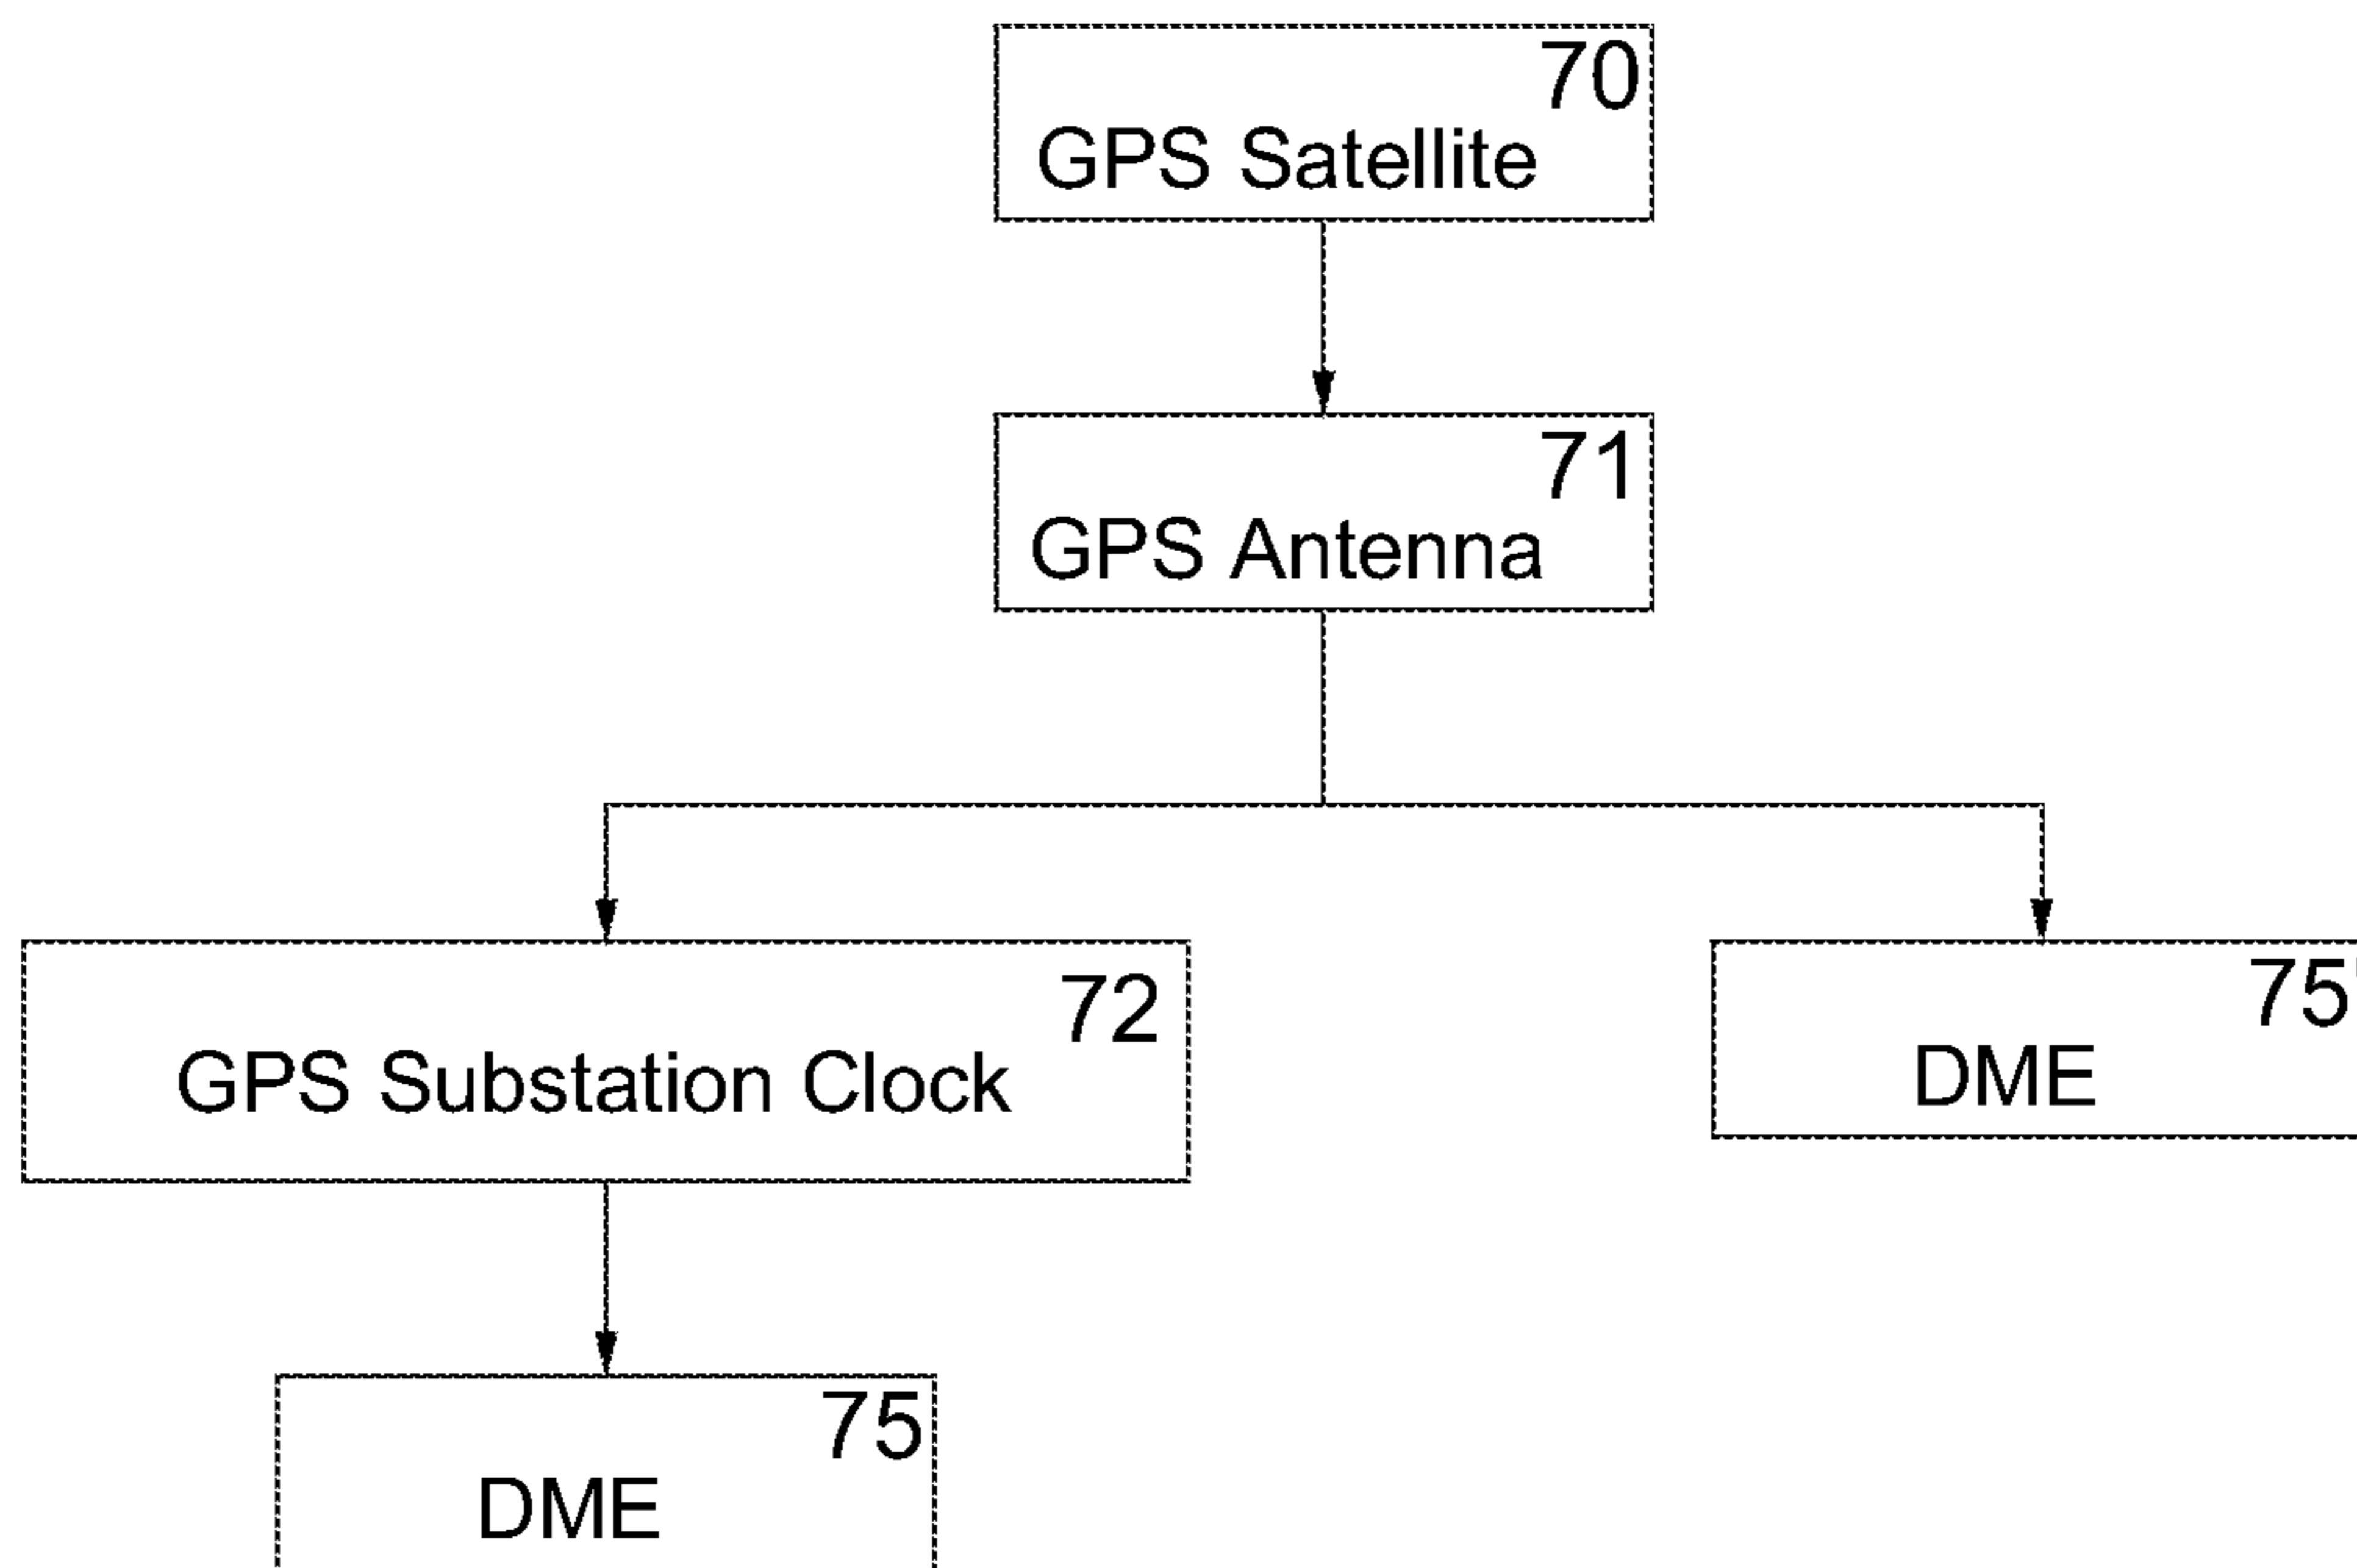 70
GPS Satellite
71
GPS Antenna
72
GPS Substation Clock
75'
DME
75
DME